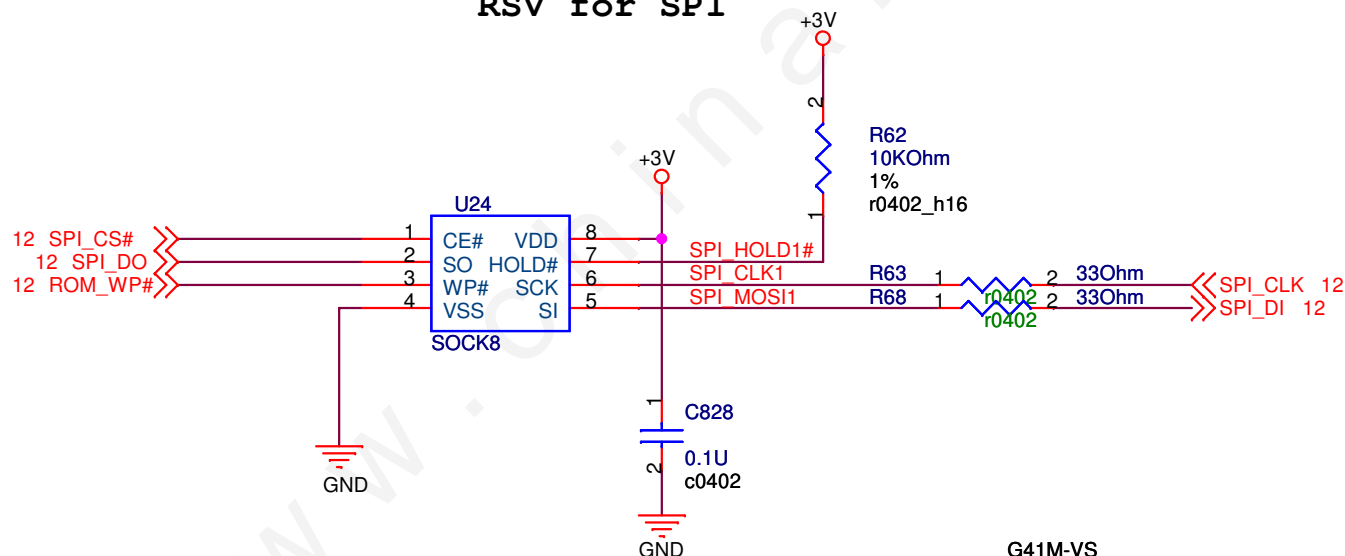 RSV for SPI
+3V
R62
10KOhm
1%
r0402_h16
2
1
+3V
U24
12 SPI_CS#
12 SPI_DO
12 ROM_WP#
1
2
3
4
CE# VDD
SO HOLD#
WP# SCK
VSS SI
8
7
6
5
SOCK8
SPI_HOLD1#
SPI_CLK1
SPI_MOSI1
R63 1 2 33Ohm
r0402
R68 1 2 33Ohm
r0402
SPI_CLK 12
SPI_DI 12
1
C828
0.1U
c0402
2
GND
GND
G41M-VS
w.china